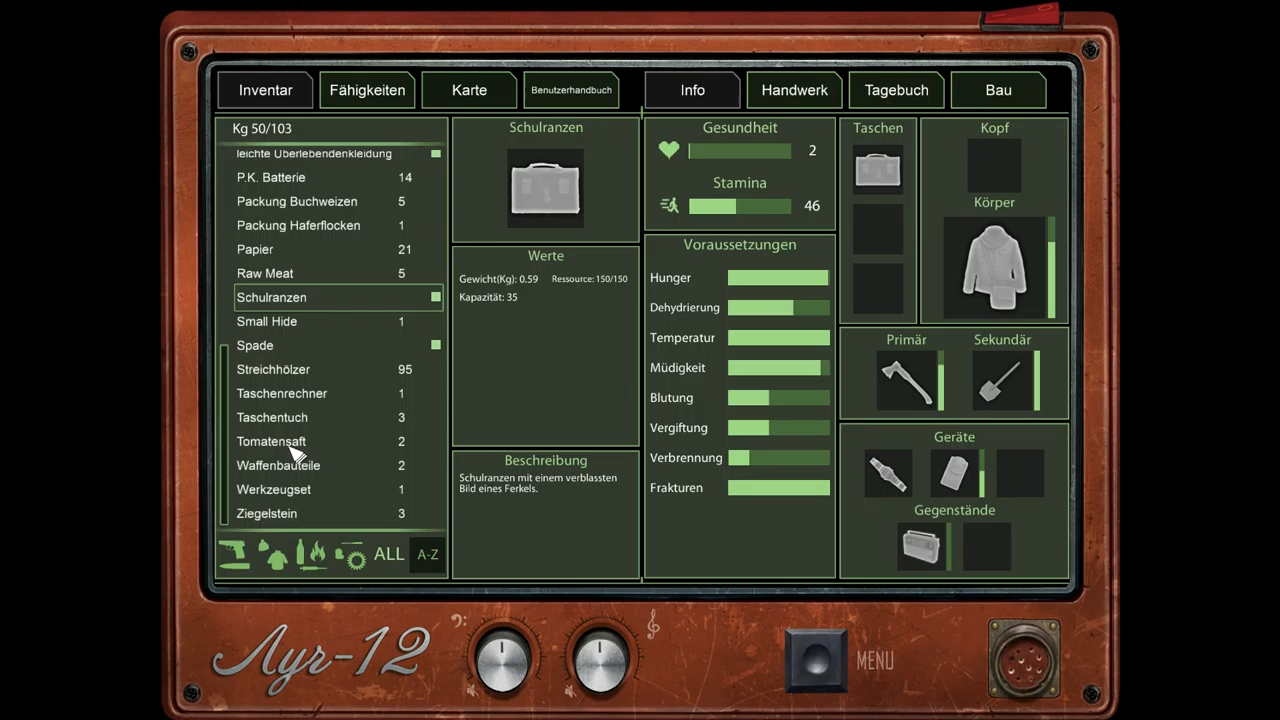 Inventar
Fähigkeiten
Karte
Benutzerhandbuch
Info
Handwerk
Tagebuch
Bau
Kg 50/103
leichte Überlebendenkleidung
P.K. Batterie 14
Packung Buchweizen 5
Packung Haferflocken 1
Papier 21
Raw Meat 5
Schulranzen
Small Hide 1
Spade
Streichhölzer 95
Taschenrechner 1
Taschentuch 3
Tomatensaft 2
Waffenbauteile 2
Werkzeugset 1
Ziegelstein 3
ALL
A-Z
Schulranzen
Werte
Gewicht(Kg): 0.59 Ressource: 150/150
Kapazität: 35
Beschreibung
Schulranzen mit einem verblassten
Bild eines Ferkels.
Gesundheit
2
Stamina
46
Voraussetzungen
Hunger
Dehydrierung
Temperatur
Müdigkeit
Blutung
Vergiftung
Verbrennung
Frakturen
Taschen
Kopf
Körper
Primär
Sekundär
Geräte
Gegenstände
Луч-12
MENU